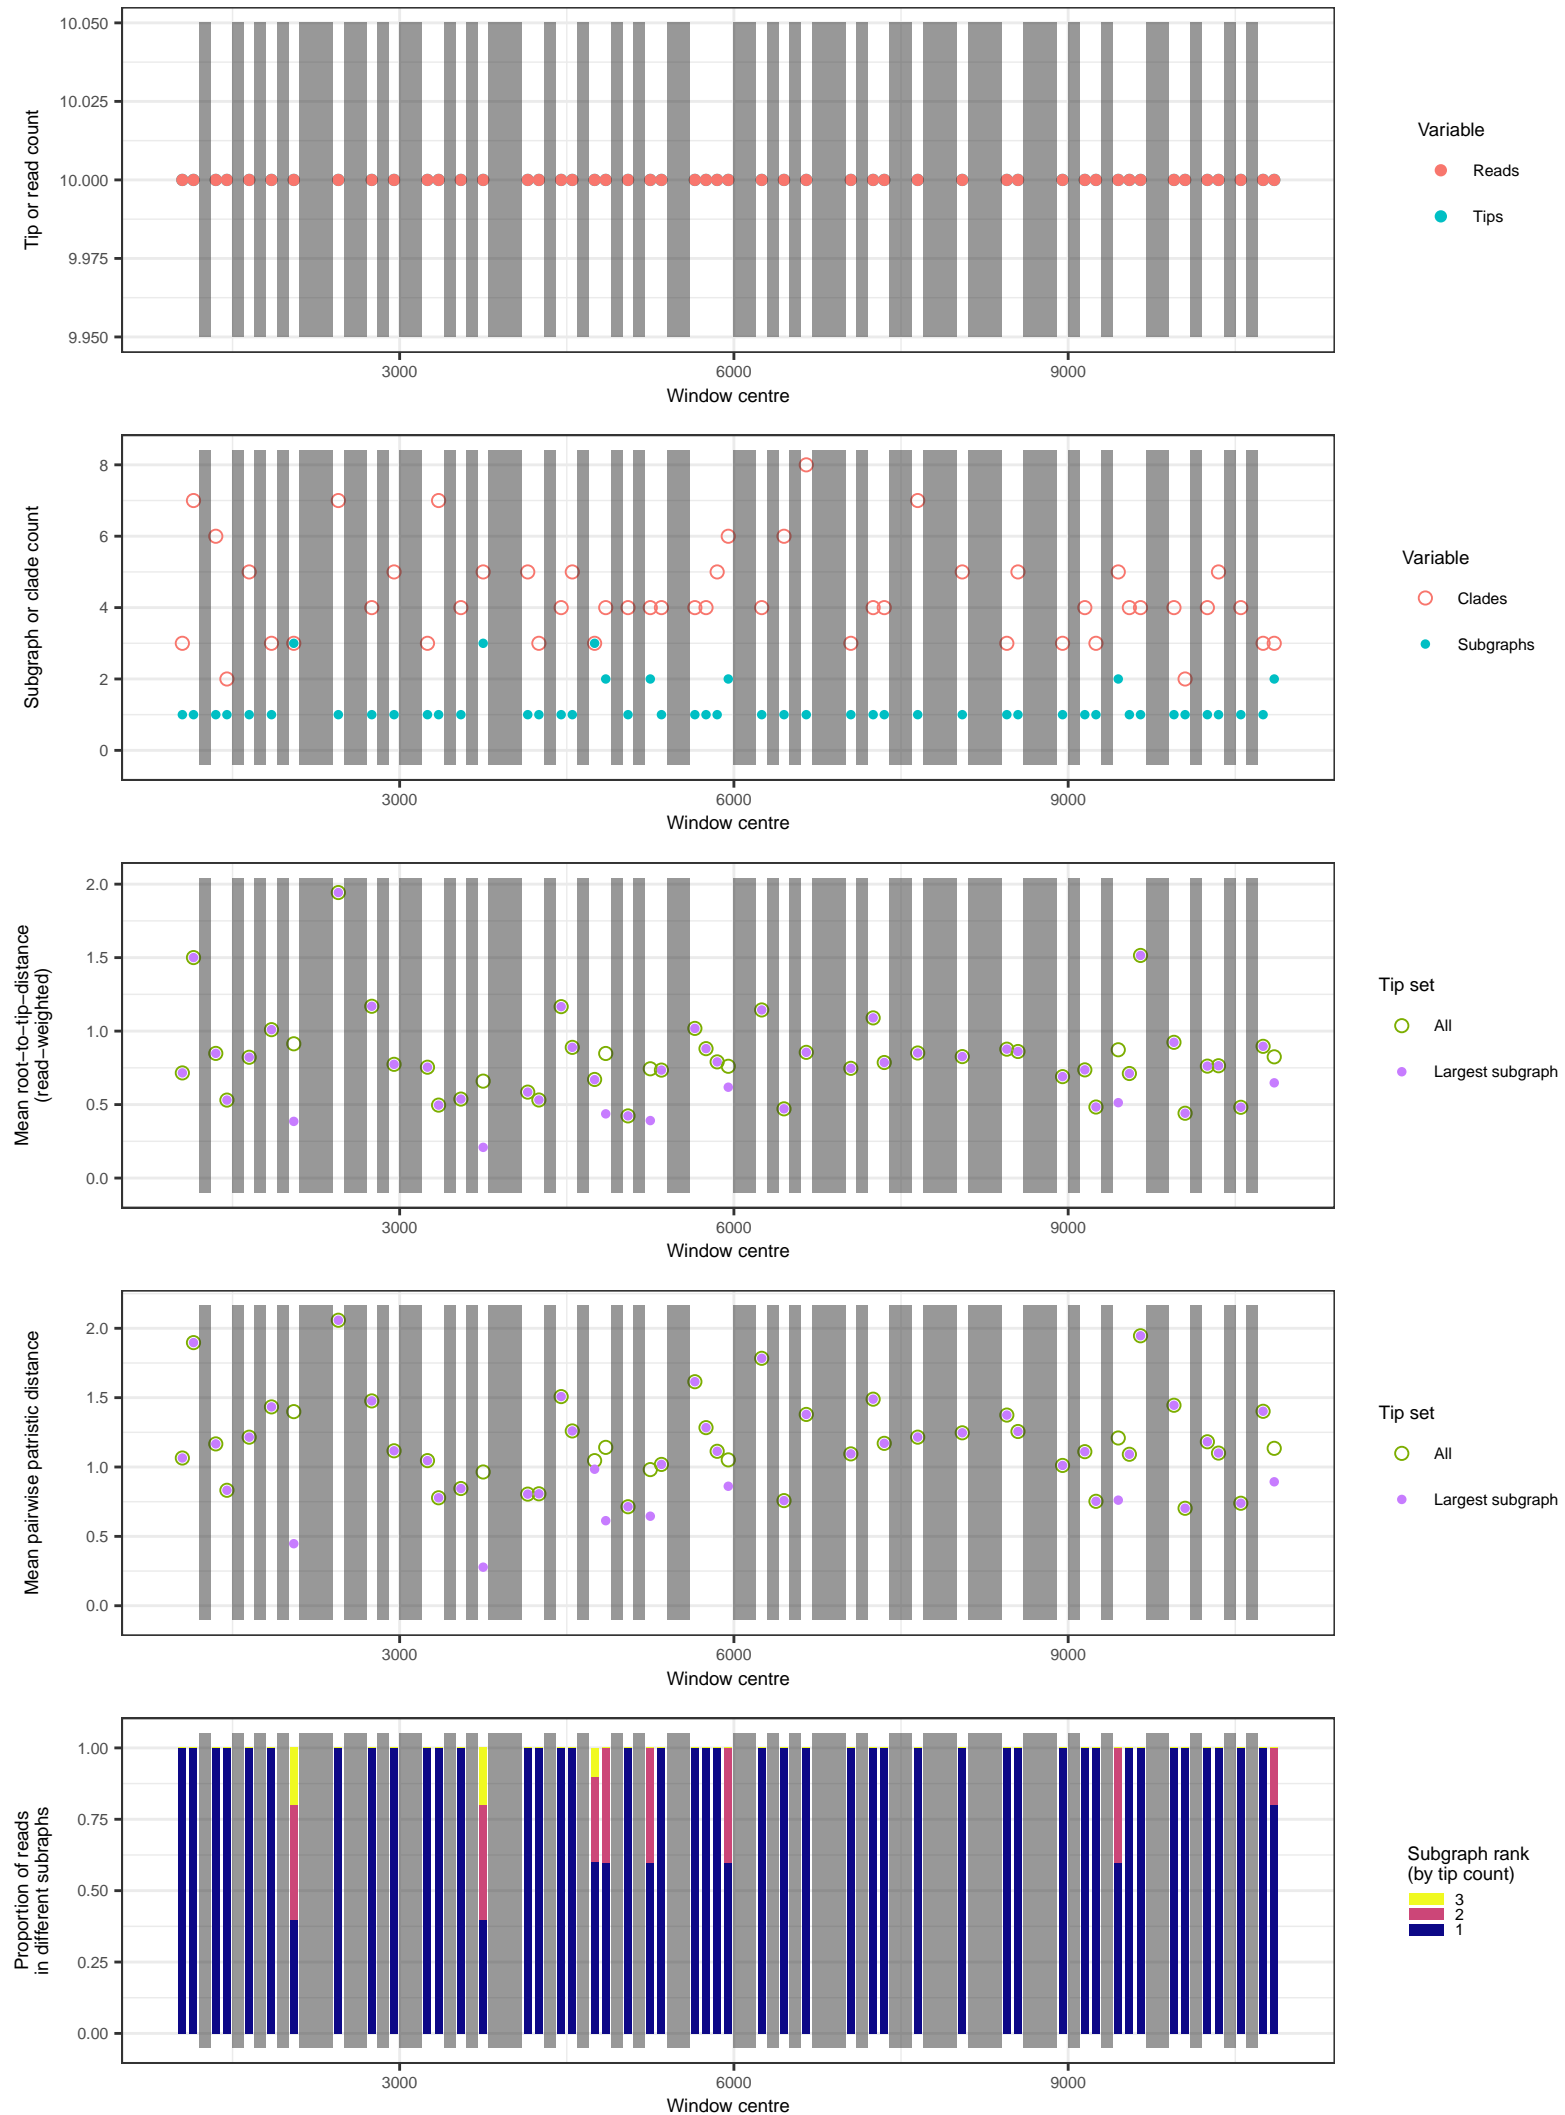 10.050
10.025
10.000
9.975
9.950
Tip or read count
3000
6000
9000
Window centre
Variable
Reads
Tips
8
6
4
2
0
Subgraph or clade count
3000
6000
9000
Window centre
Variable
Clades
Subgraphs
2.0
1.5
1.0
0.5
0.0
Mean root−to−tip−distance
(read−weighted)
3000
6000
9000
Window centre
Tip set
All
Largest subgraph
2.0
1.5
1.0
0.5
0.0
Mean pairwise patristic distance
3000
6000
9000
Window centre
Tip set
All
Largest subgraph
1.00
0.75
0.50
0.25
0.00
Proportion of reads
in different subraphs
3000
6000
9000
Window centre
Subgraph rank
(by tip count)
3
2
1